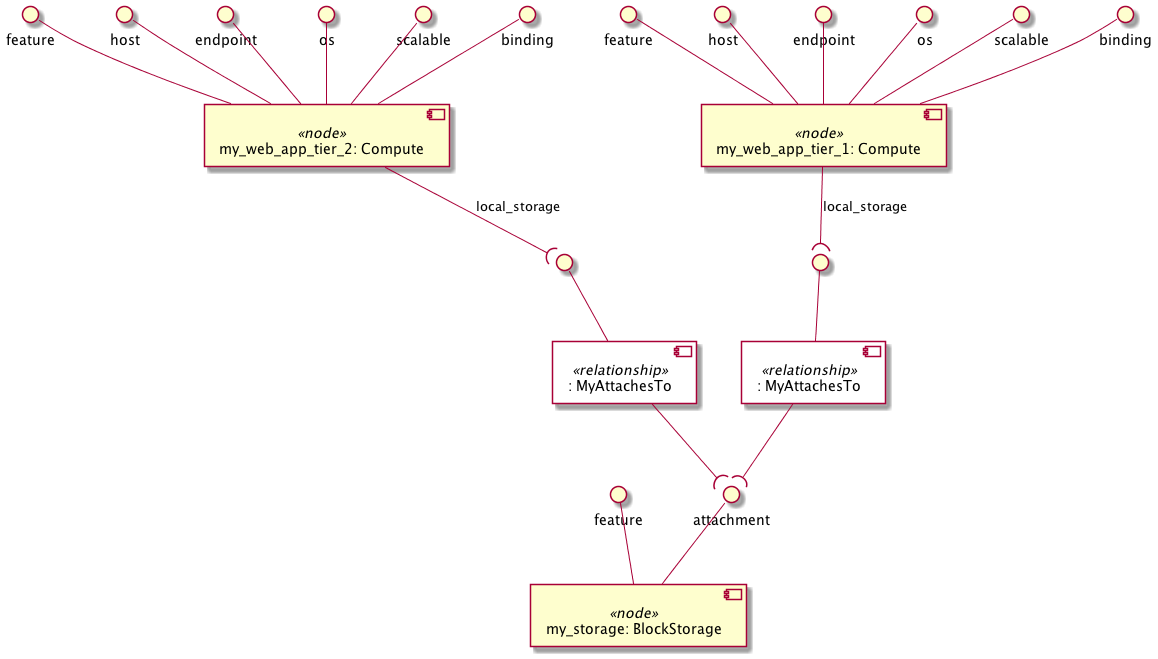 feature
host
endpoint
os
scalable
binding
feature
host
endpoint
os
scalable
binding
«node»
my_web_app_tier_2: Compute
«node»
my_web_app_tier_1: Compute
local_storage
local_storage
«relationship»
: MyAttachesTo
«relationship»
: MyAttachesTo
feature
attachment
«node»
my_storage: BlockStorage